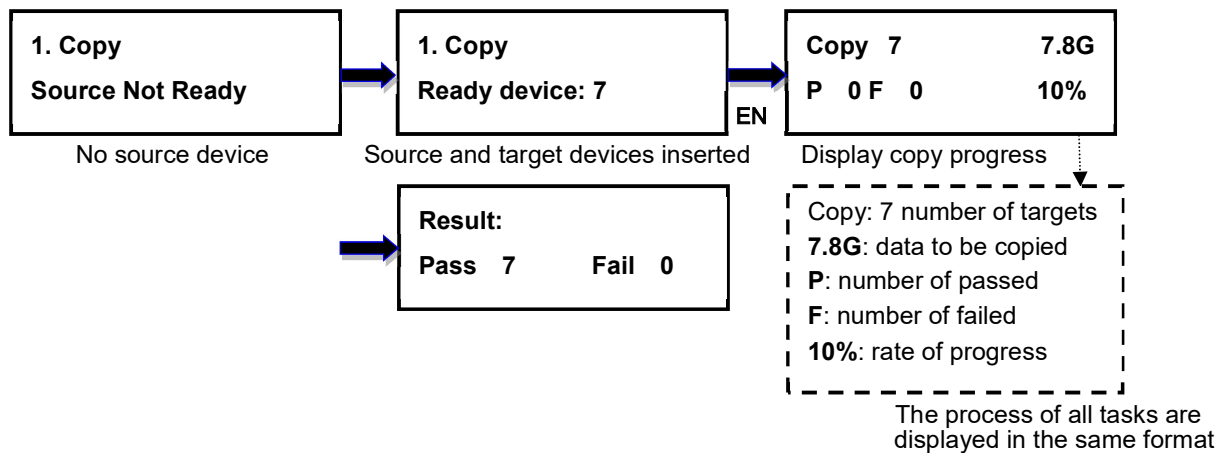 1. Copy
Source Not Ready
No source device
1. Copy
Ready device: 7
Source and target devices inserted
EN
Copy 7 7.8G
P 0 F 0 10%
Display copy progress
Copy: 7 number of targets
7.8G: data to be copied
P: number of passed
F: number of failed
10%: rate of progress
The process of all tasks are
displayed in the same format
Result:
Pass 7 Fail 0